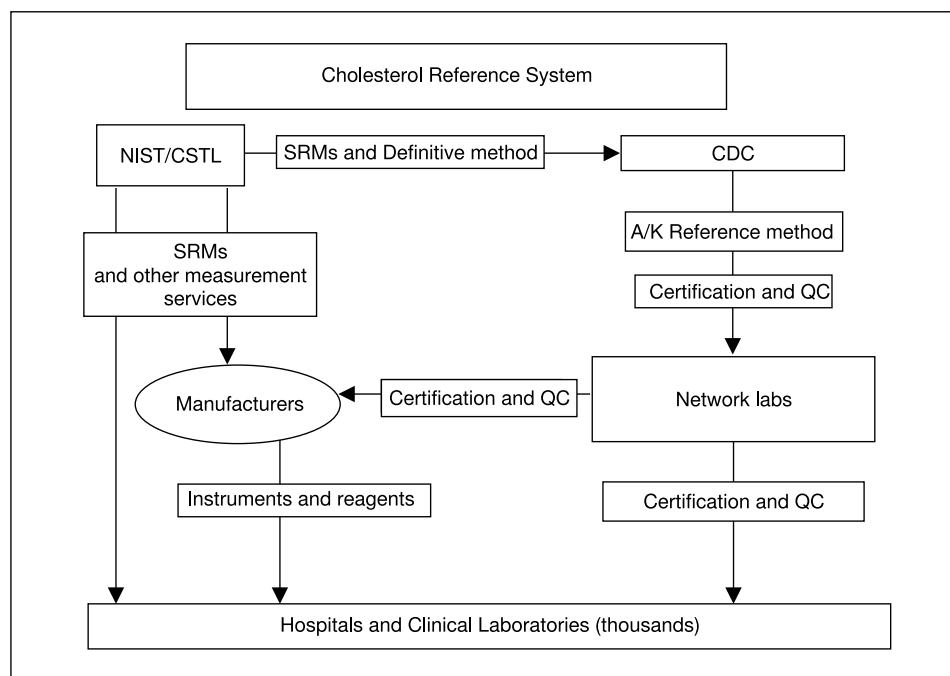 Cholesterol Reference System
NIST/CSTL
SRMs and Definitive method
CDC
A/K Reference method
SRMs
and other measurement
services
Certification and QC
Manufacturers
Certification and QC
Network labs
Instruments and reagents
Certification and QC
Hospitals and Clinical Laboratories (thousands)